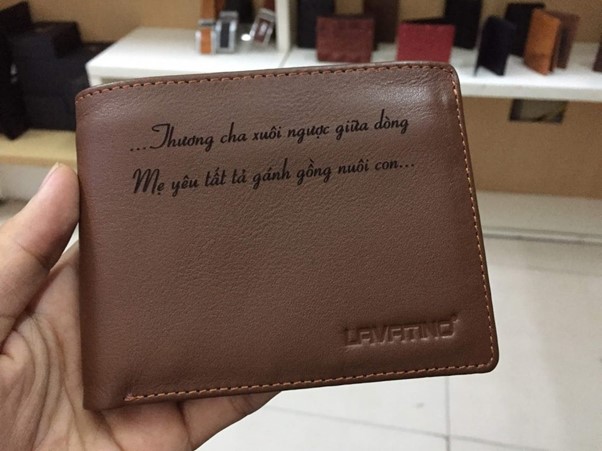 ...Thương cha xuôi ngược giữa dòng
Mẹ yêu tất tả gánh gồng nuôi con...
LAVATINO®